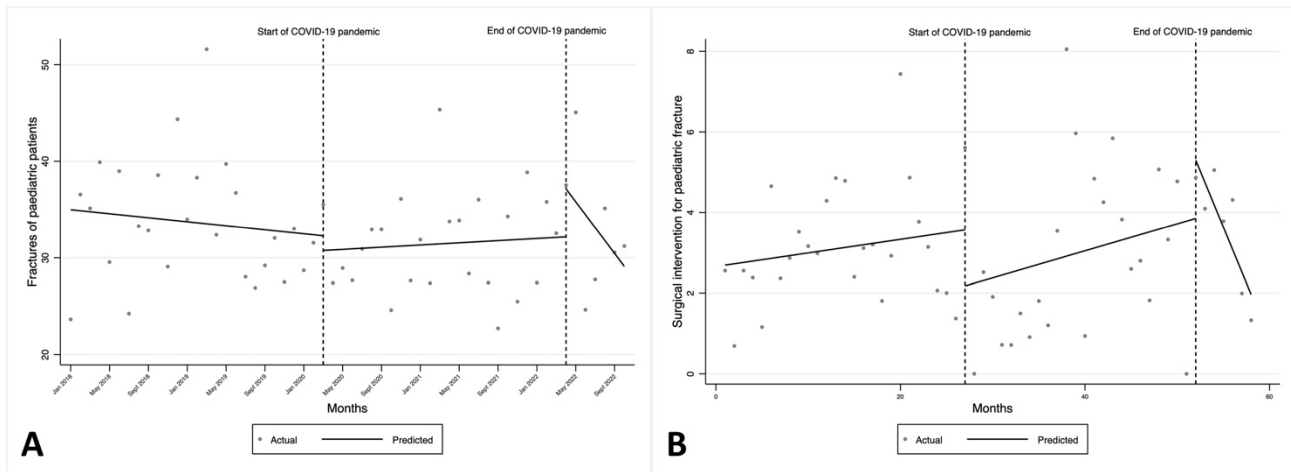 Start of COVID-19 pandemic
End of COVID-19 pandemic
50
40
30
20
Fractures of paediatric patients
Jan 2018
May 2018
Sept 2018
Jan 2019
May 2019
Sept 2019
Jan 2020
May 2020
Sept 2020
Jan 2021
May 2021
Sept 2021
Jan 2022
May 2022
Sept 2022
Months
Actual
Predicted
A
Start of COVID-19 pandemic
End of COVID-19 pandemic
8
6
4
2
0
Surgical intervention for paediatric fracture
0
20
40
60
Months
Actual
Predicted
B